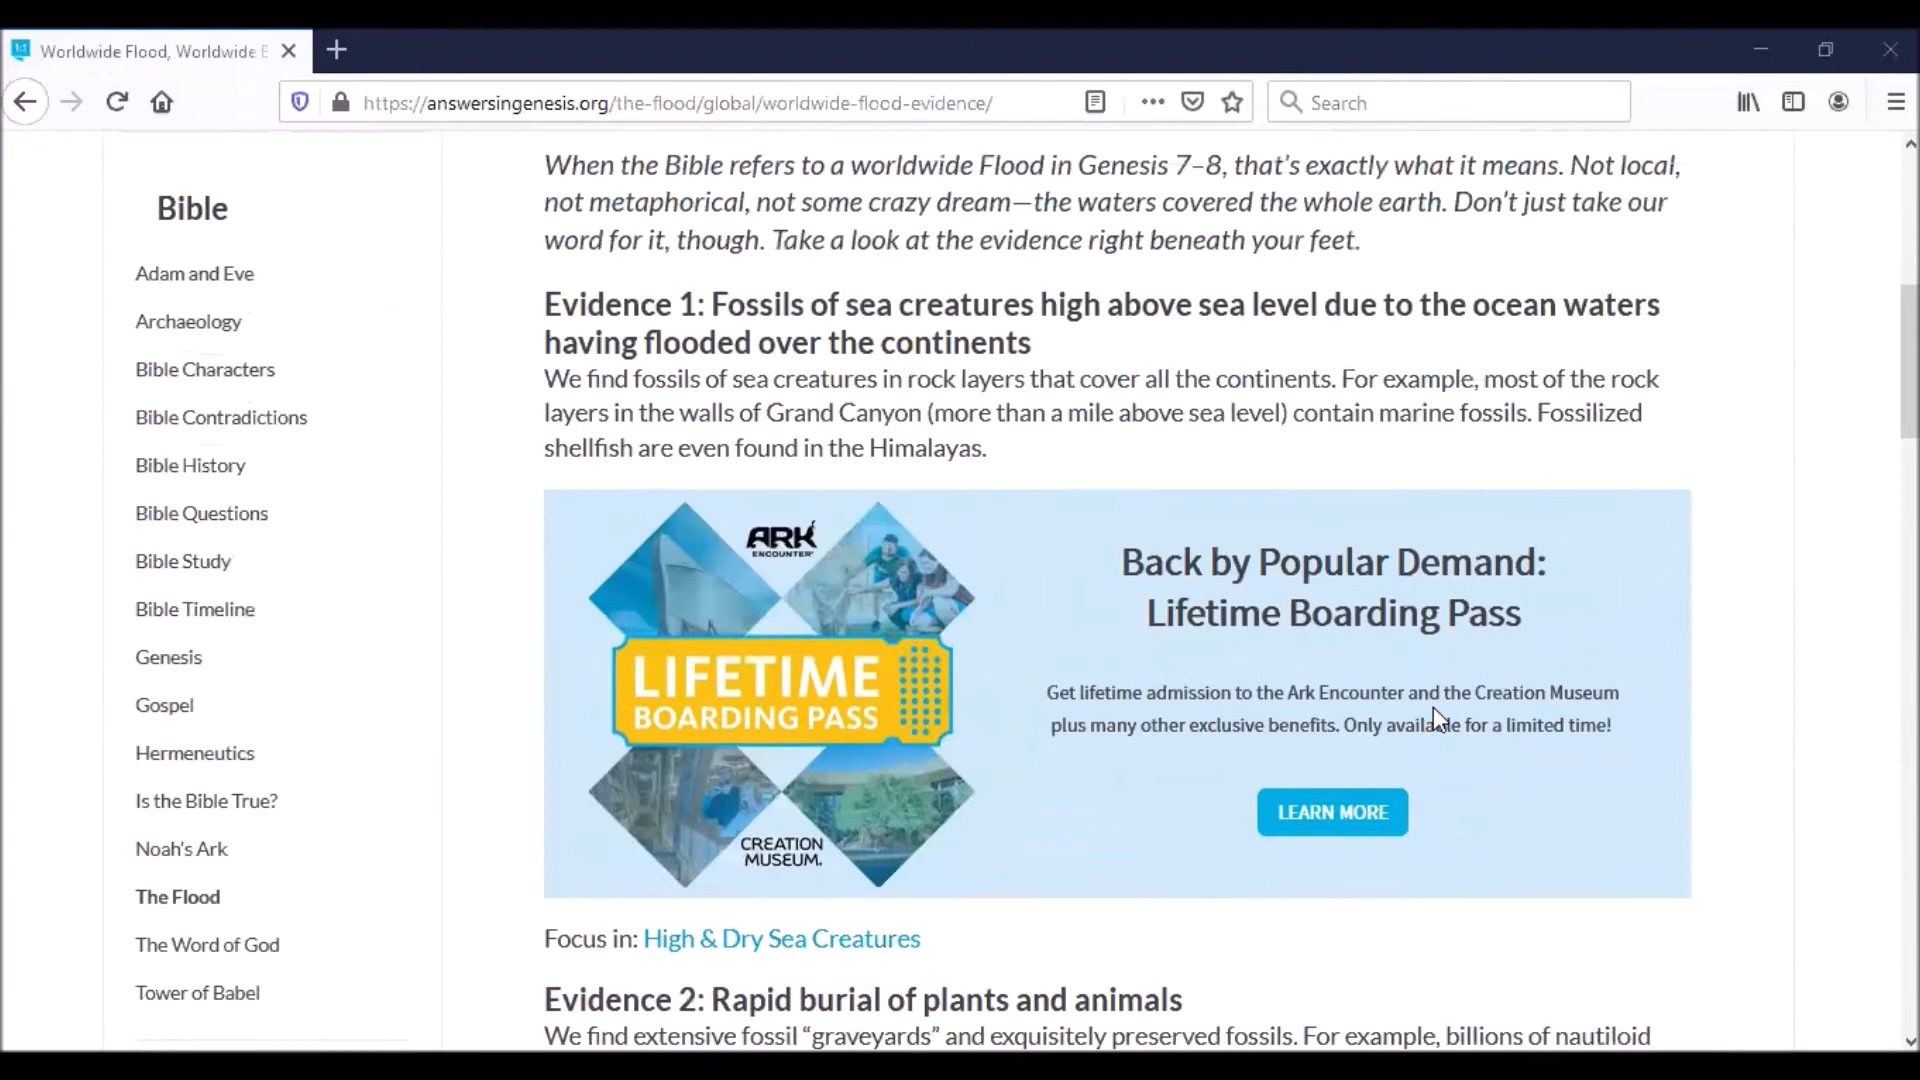 Worldwide Flood, Worldwide E
https://answersingenesis.org/the-flood/global/worldwide-flood-evidence/
Search
Bible
Adam and Eve
Archaeology
Bible Characters
Bible Contradictions
Bible History
Bible Questions
Bible Study
Bible Timeline
Genesis
Gospel
Hermeneutics
Is the Bible True?
Noah's Ark
The Flood
The Word of God
Tower of Babel
When the Bible refers to a worldwide Flood in Genesis 7–8, that's exactly what it means. Not local,
not metaphorical, not some crazy dream—the waters covered the whole earth. Don't just take our
word for it, though. Take a look at the evidence right beneath your feet.
Evidence 1: Fossils of sea creatures high above sea level due to the ocean waters
having flooded over the continents
We find fossils of sea creatures in rock layers that cover all the continents. For example, most of the rock
layers in the walls of Grand Canyon (more than a mile above sea level) contain marine fossils. Fossilized
shellfish are even found in the Himalayas.
ARK
ENCOUNTER
LIFETIME
BOARDING PASS
CREATION
MUSEUM.
Back by Popular Demand:
Lifetime Boarding Pass
Get lifetime admission to the Ark Encounter and the Creation Museum
plus many other exclusive benefits. Only available for a limited time!
LEARN MORE
Focus in: High & Dry Sea Creatures
Evidence 2: Rapid burial of plants and animals
We find extensive fossil “graveyards” and exquisitely preserved fossils. For example, billions of nautiloid